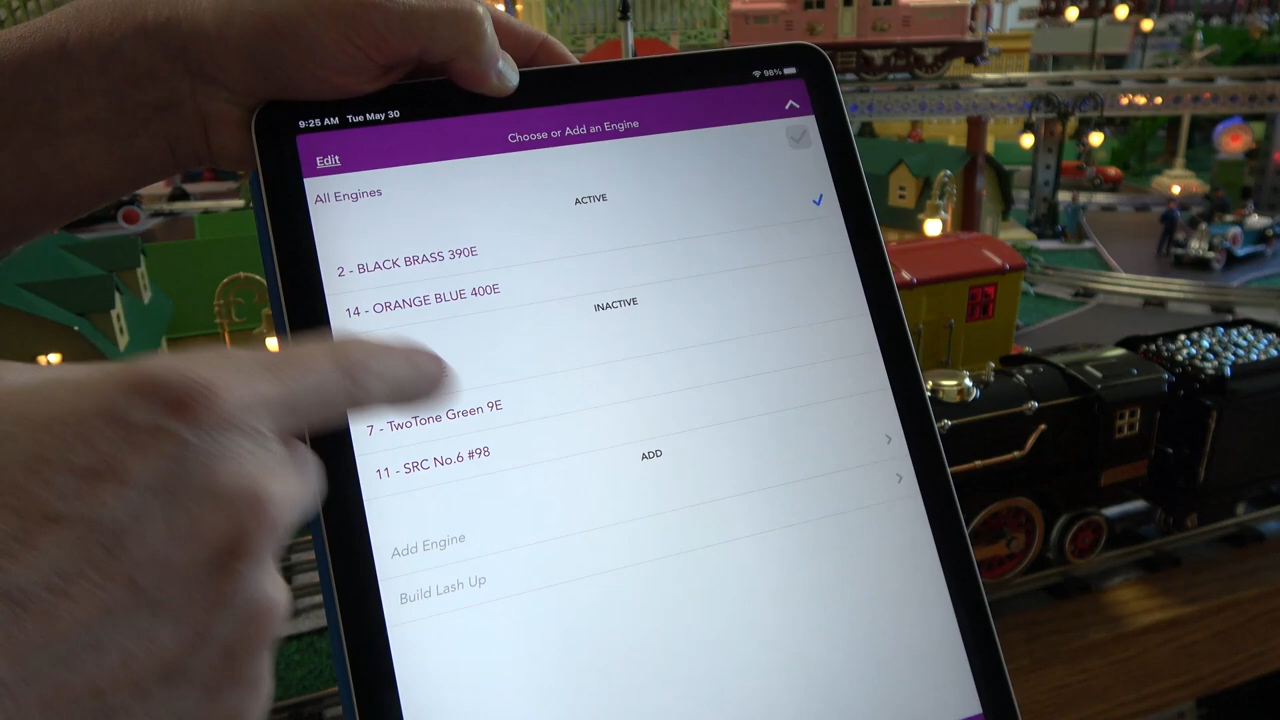 9:25 AM Tue May 30
98%
Edit
Choose or Add an Engine
All Engines
ACTIVE
2 - BLACK BRASS 390E
14 - ORANGE BLUE 400E
INACTIVE
7 - TwoTone Green 9E
11 - SRC No.6 #98
ADD
Add Engine
Build Lash Up